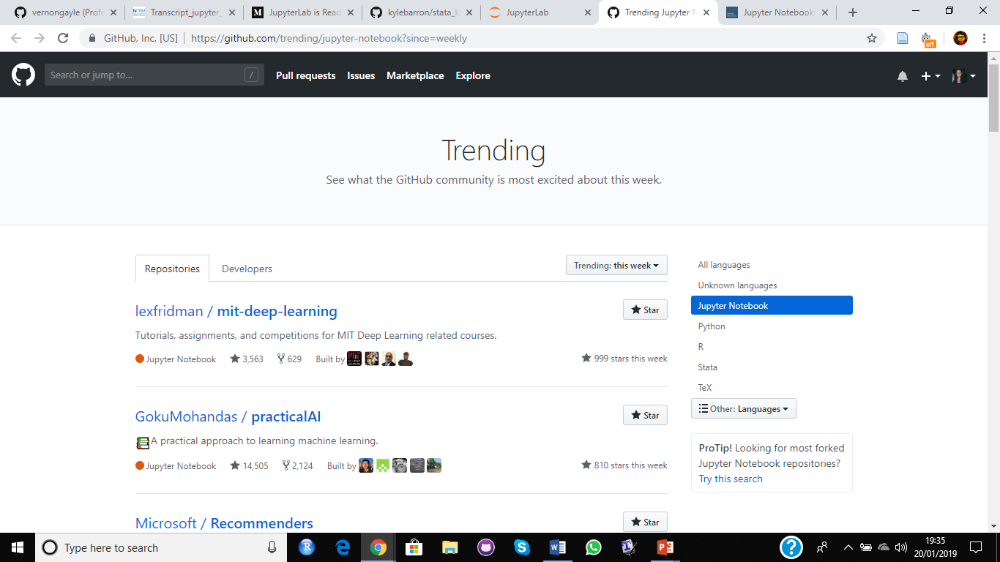 vernongayle (Profe
Transcript_jupyter_
JupyterLab is Read
kylebarron/stata_k
JupyterLab
Trending Jupyter N
Jupyter Notebooks
GitHub, Inc. [US]
https://github.com/trending/jupyter-notebook?since=weekly
off
Search or jump to...
/
Pull requests
Issues
Marketplace
Explore
Trending
See what the GitHub community is most excited about this week.
Repositories
Developers
Trending: this week
lexfridman / mit-deep-learning
Star
Tutorials, assignments, and competitions for MIT Deep Learning related courses.
Jupyter Notebook 3,563 629 Built by
999 stars this week
GokuMohandas / practicalAI
Star
A practical approach to learning machine learning.
Jupyter Notebook 14,505 2,124 Built by
810 stars this week
Microsoft / Recommenders
Star
All languages
Unknown languages
Jupyter Notebook
Python
R
Stata
TeX
Other: Languages
ProTip! Looking for most forked
Jupyter Notebook repositories?
Try this search
Type here to search
19:35
20/01/2019